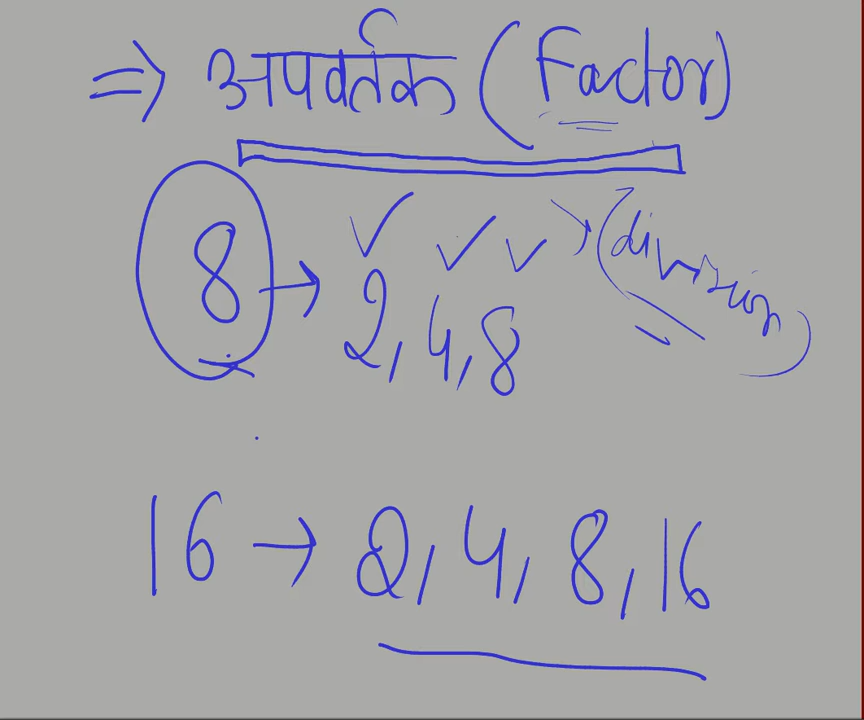 => अपवर्तक (Factor)
8 → 2, 4, 8 (division)
16 → 2, 4, 8, 16